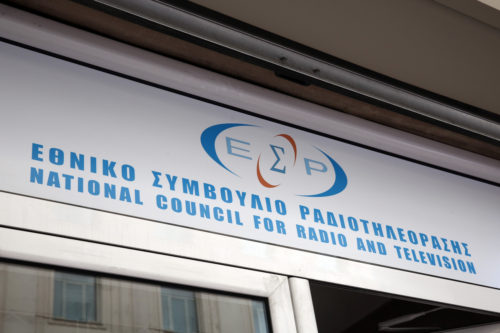 ΕΣΡ
ΕΘΝΙΚΟ ΣΥΜΒΟΥΛΙΟ ΡΑΔΙΟΤΗΛΕΟΡΑΣΗΣ
NATIONAL COUNCIL FOR RADIO AND TELEVISION